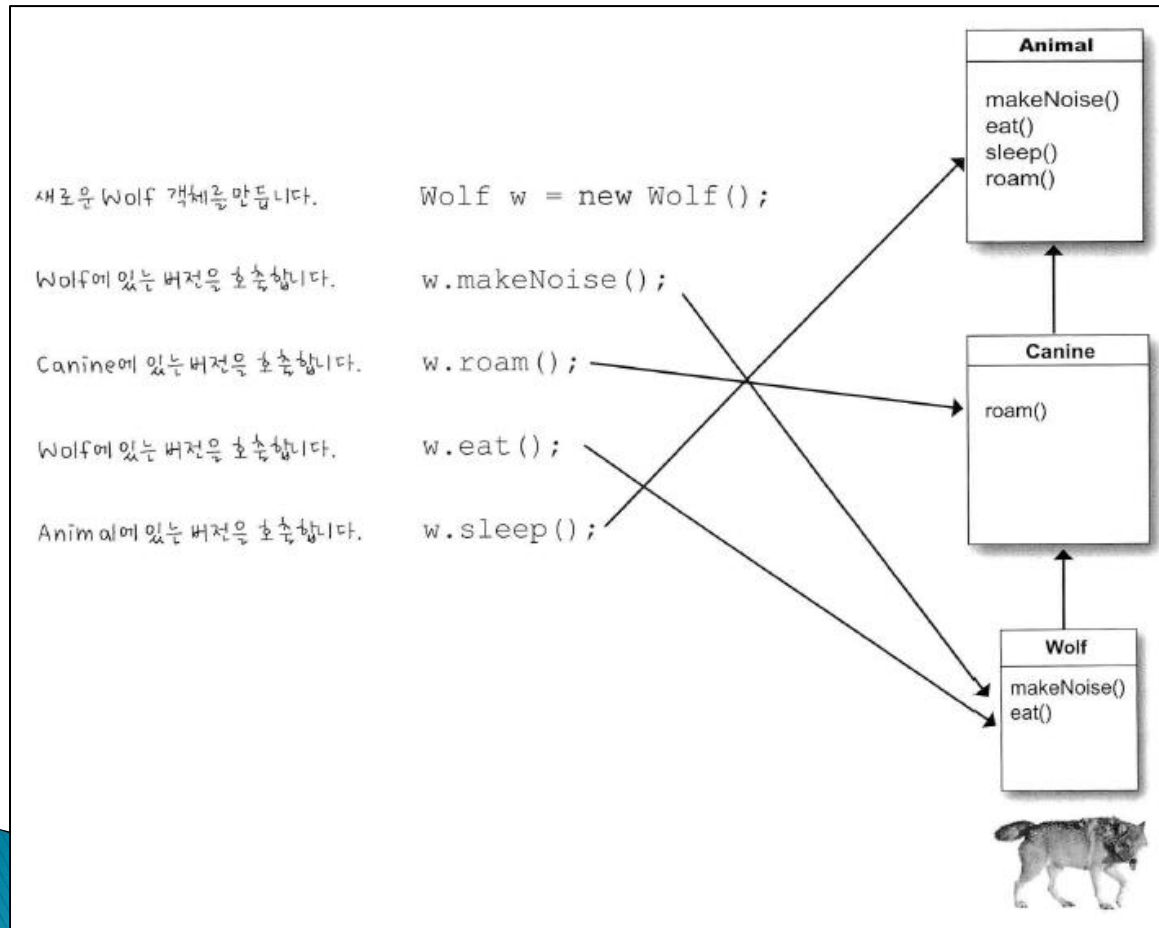 Animal
makeNoise()
eat()
sleep()
roam()
새로운 Wolf 객체를 만듭니다.
Wolf w = new Wolf();
Wolf에 있는 버전을 호출합니다.
w.makeNoise();
Canine에 있는 버전을 호출합니다.
w.roam();
Canine
roam()
Wolf에 있는 버전을 호출합니다.
w.eat();
Animal에 있는 버전을 호출합니다.
w.sleep();
Wolf
makeNoise()
eat()